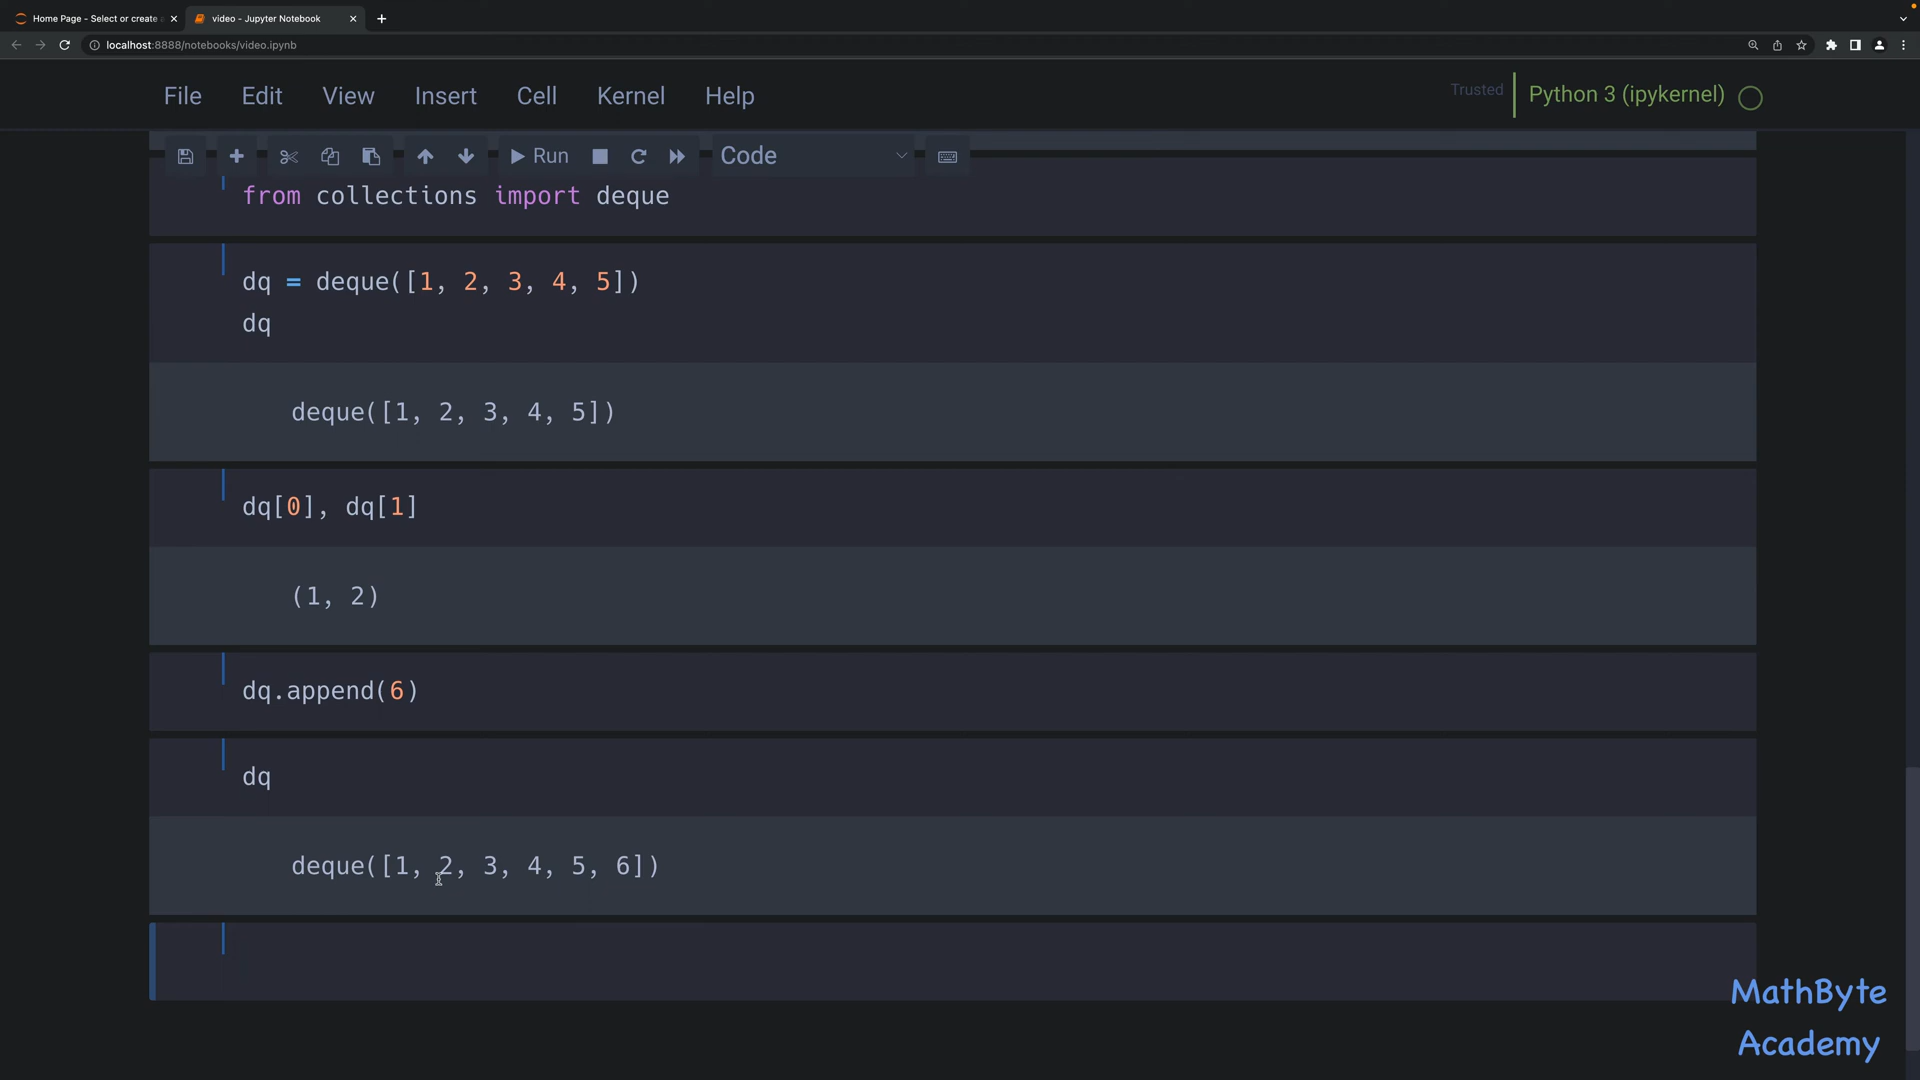 Home Page - Select or create
video - Jupyter Notebook
localhost:8888/notebooks/video.ipynb
File Edit View Insert Cell Kernel Help
Trusted
Python 3 (ipykernel)
Run
Code
from collections import deque
dq = deque([1, 2, 3, 4, 5])
dq
deque([1, 2, 3, 4, 5])
dq[0], dq[1]
(1, 2)
dq.append(6)
dq
deque([1, 2, 3, 4, 5, 6])
MathByte
Academy